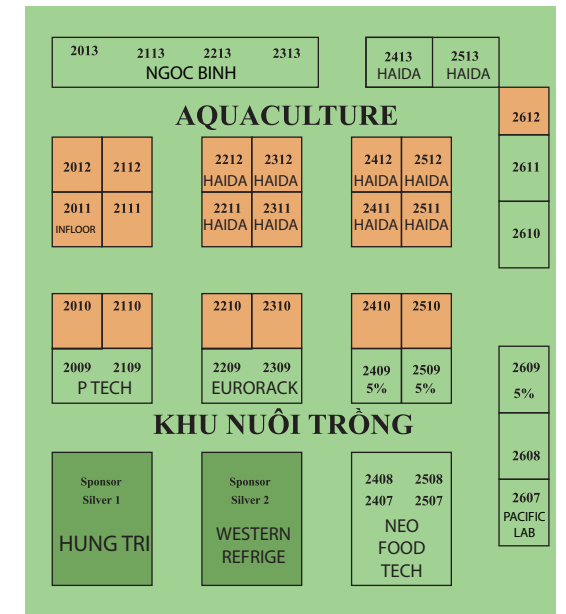 2013 2113 2213 2313
NGOC BINH
2413 2513
HAIDA HAIDA
AQUACULTURE
2612
2012 2112
2212 2312
HAIDA HAIDA
2412 2512
HAIDA HAIDA
2611
2011 2111
INFLOOR
2211 2311
HAIDA HAIDA
2411 2511
HAIDA HAIDA
2610
2010 2110
2210 2310
2410 2510
2009 2109
P TECH
2209 2309
EURORACK
2409 2509
5% 5%
2609
5%
KHU NUÔI TRỒNG
2608
Sponsor
Silver 1
HUNG TRI
Sponsor
Silver 2
WESTERN
REFRIGE
2408 2508
2407 2507
NEO
FOOD
TECH
2607
PACIFIC
LAB